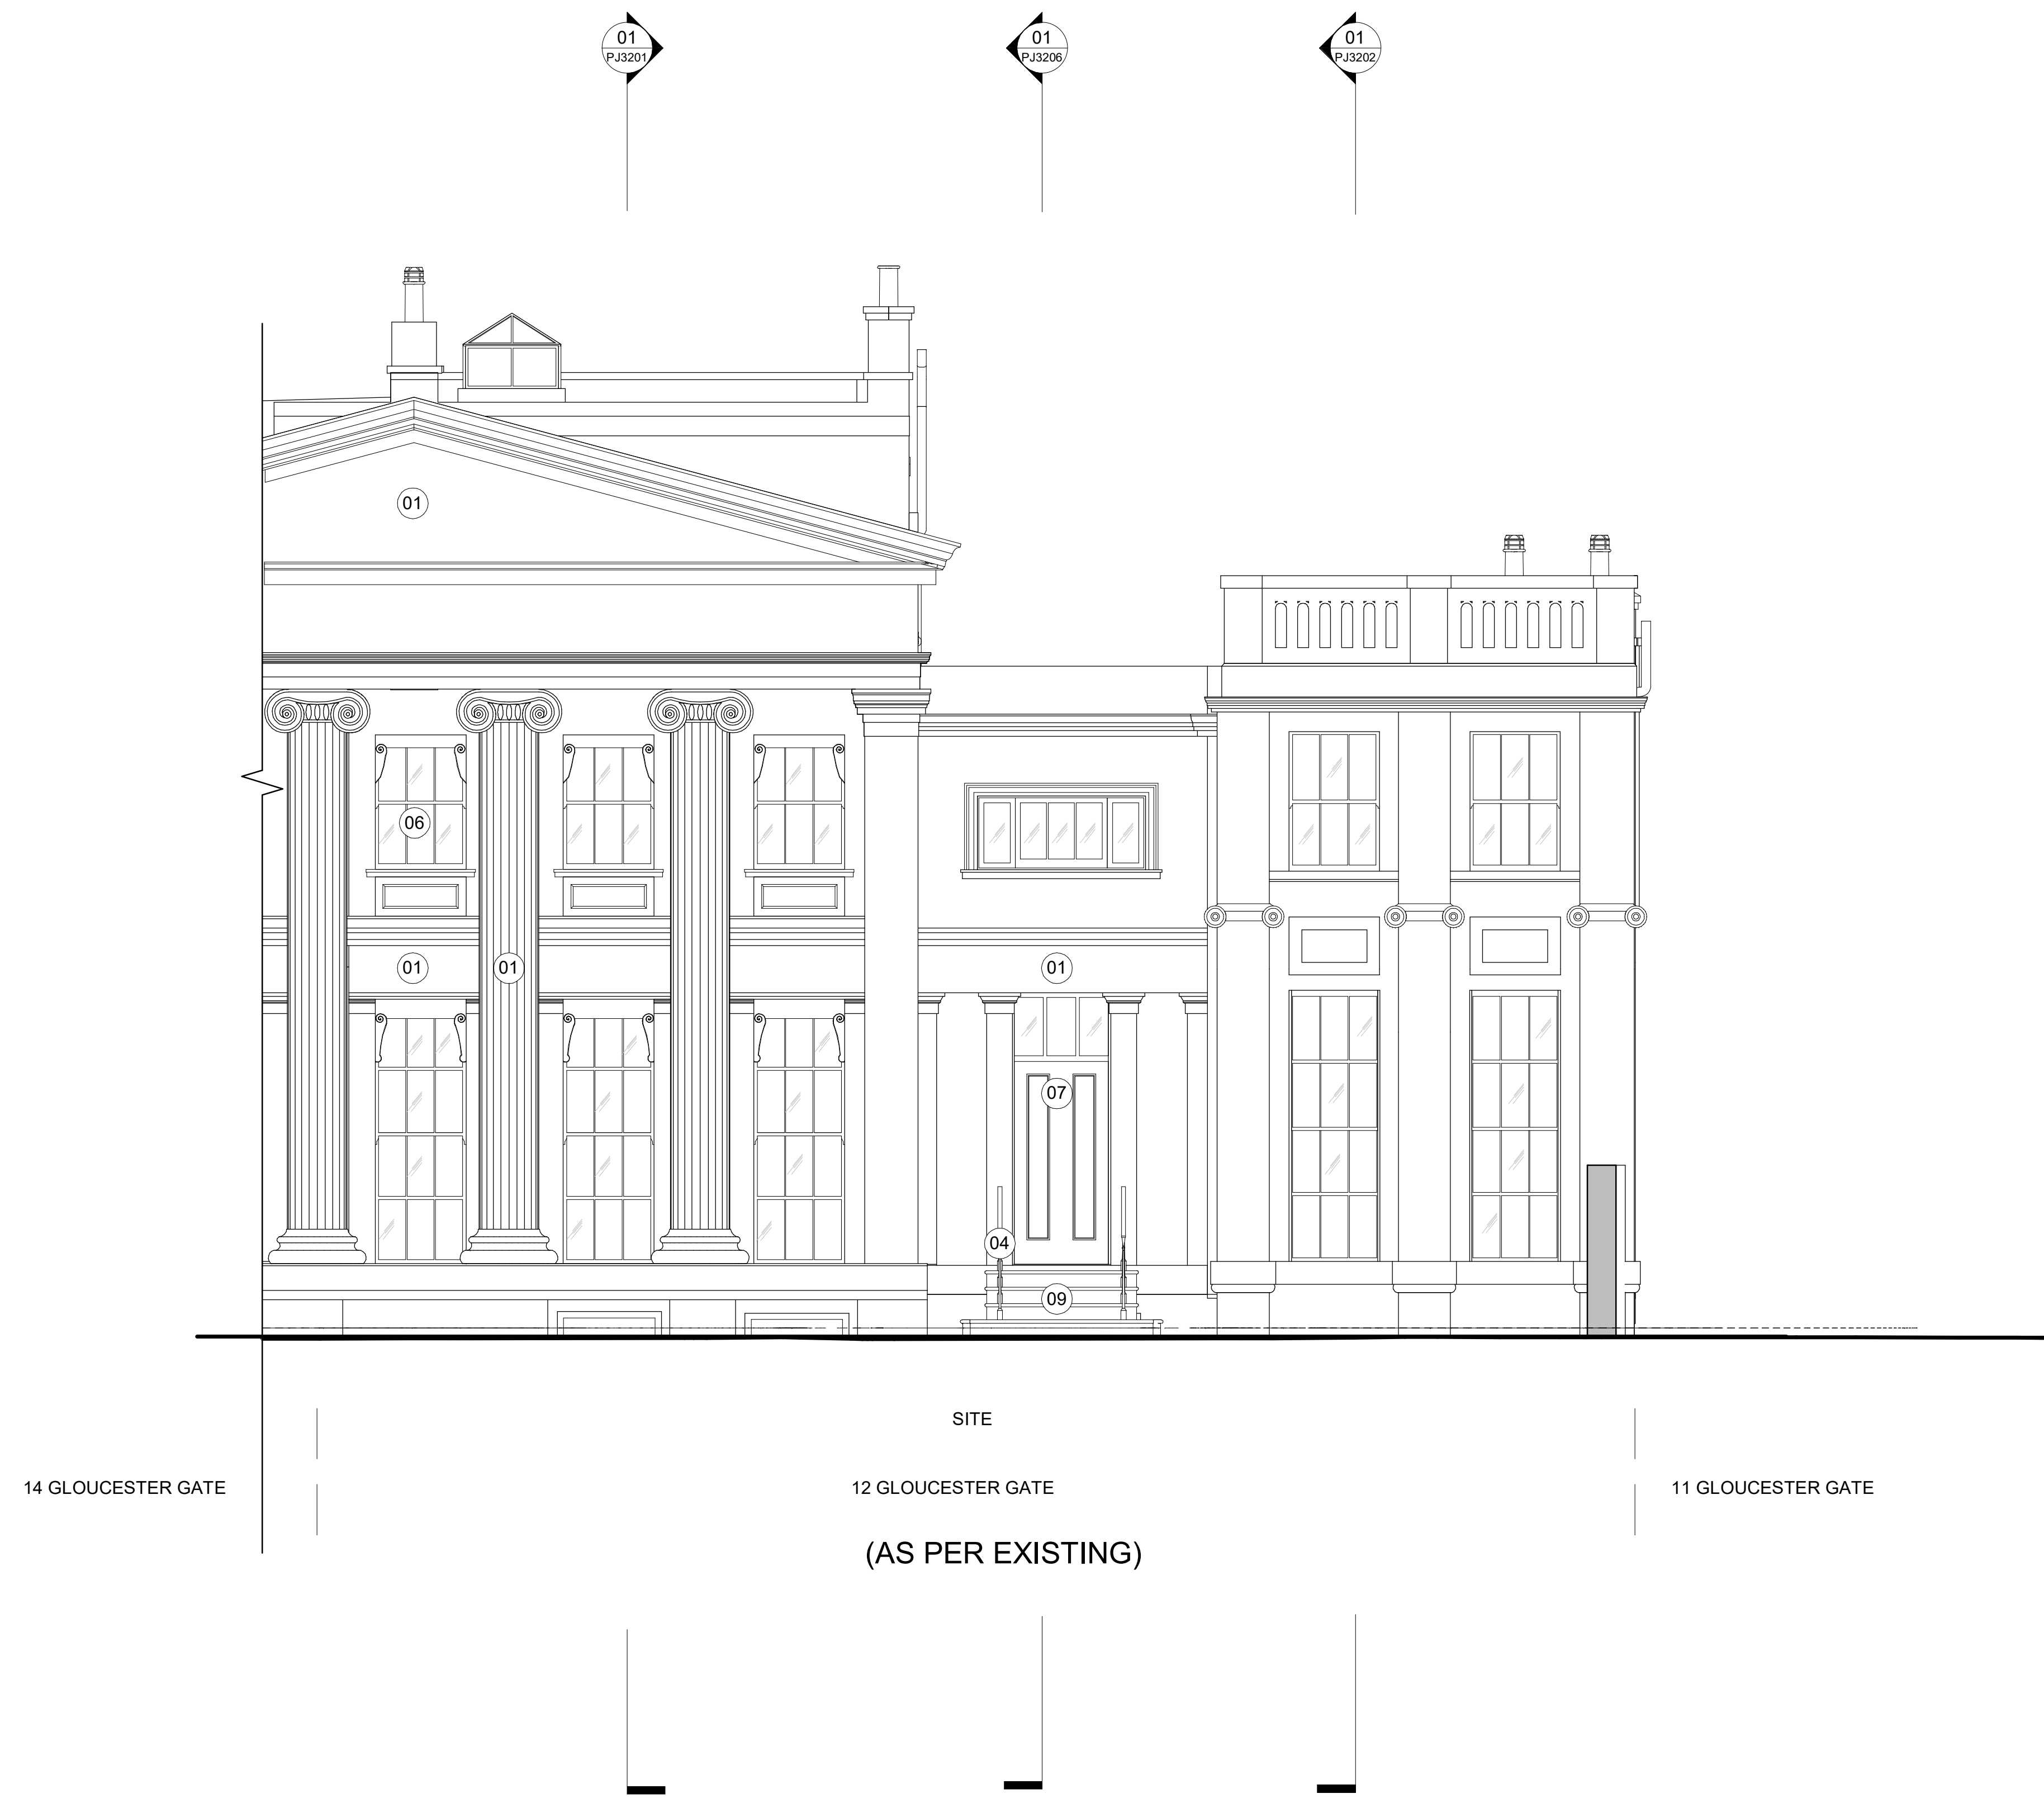 01
PJ3201
01
PJ3206
01
PJ3202
01
06
01
01
01
07
04
09
SITE
14 GLOUCESTER GATE
12 GLOUCESTER GATE
11 GLOUCESTER GATE
(AS PER EXISTING)